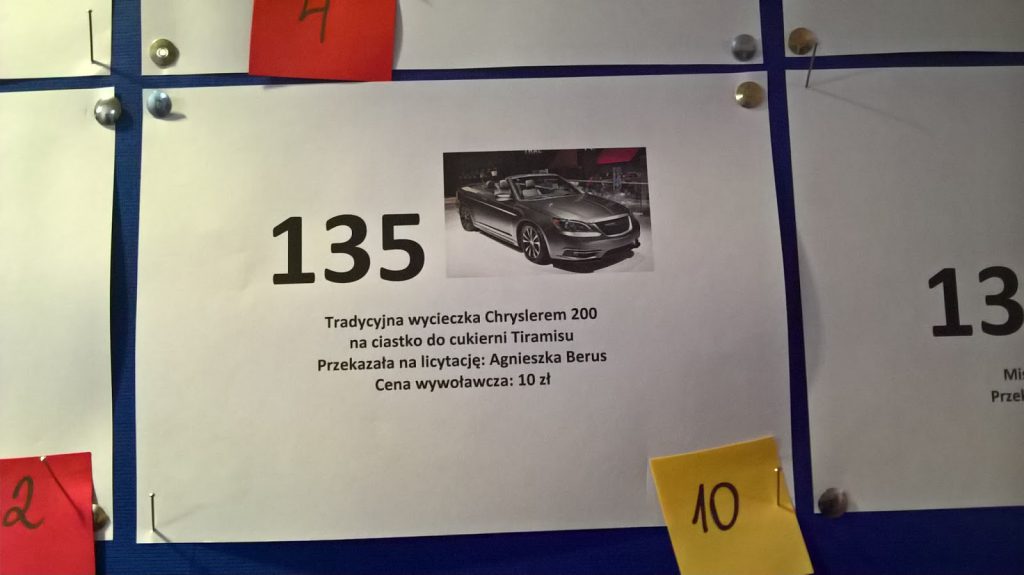 4
135
Tradycyjna wycieczka Chryslerem 200
na ciastko do cukierni Tiramisu
Przekazała na licytację: Agnieszka Berus
Cena wywoławcza: 10 zł
13
2
10